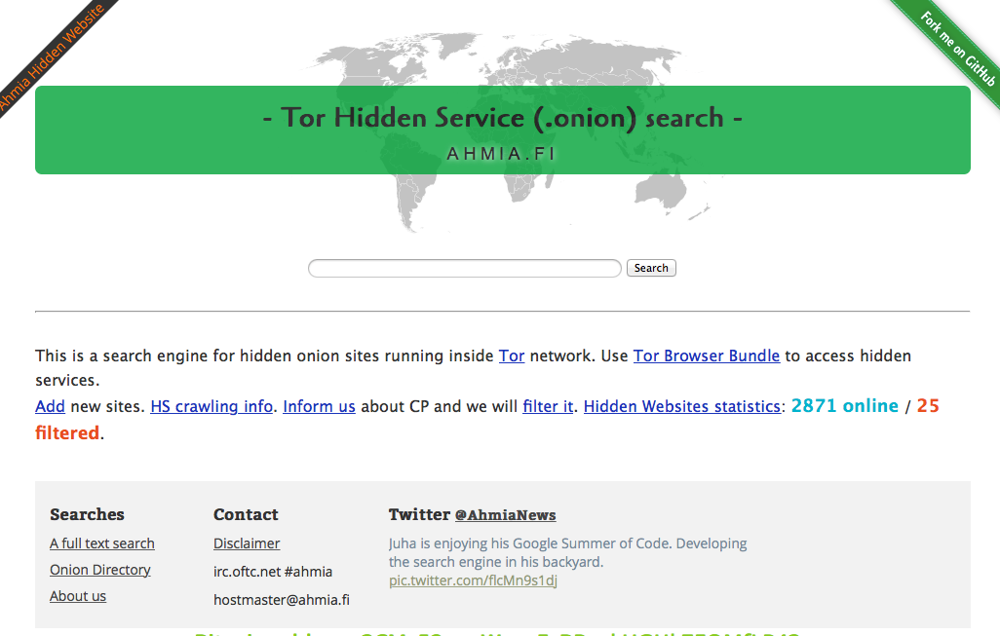 Ahmia Hidden Website
Fork me on GitHub
- Tor Hidden Service (.onion) search -
AHMIA.FI
Search
This is a search engine for hidden onion sites running inside Tor network. Use Tor Browser Bundle to access hidden
services.
Add new sites. HS crawling info. Inform us about CP and we will filter it. Hidden Websites statistics: 2871 online / 25
filtered.
Searches
A full text search
Onion Directory
About us
Contact
Disclaimer
irc.oftc.net #ahmia
hostmaster@ahmia.fi
Twitter @AhmiaNews
Juha is enjoying his Google Summer of Code. Developing
the search engine in his backyard.
pic.twitter.com/flcMn9s1dj